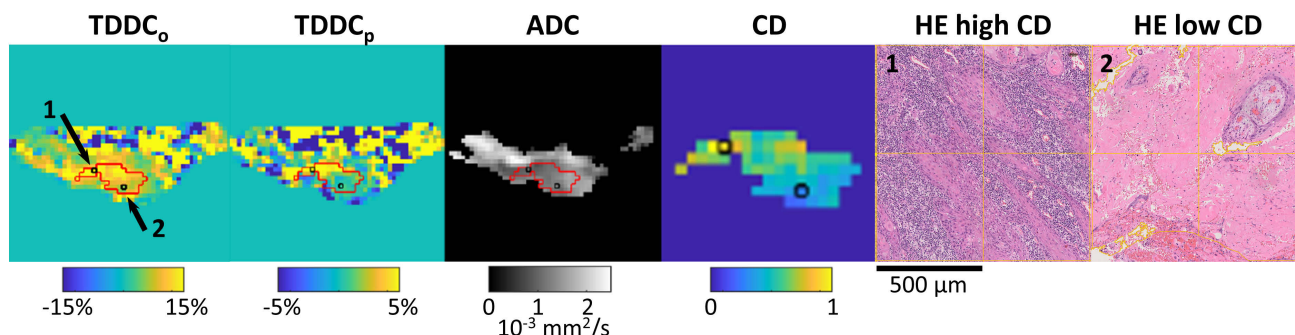 TDDCo TDDCp ADC CD HE high CD HE low CD
1 2 1 2
-15% 15% -5% 5% 0 1 2 0 1 500 µm
10-3 mm2/s